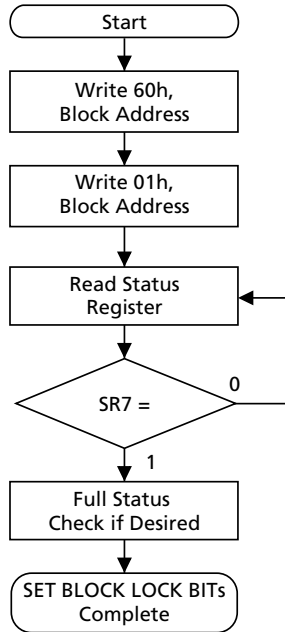 Start
Write 60h,
Block Address
Write 01h,
Block Address
Read Status
Register
SR7 =
0
1
Full Status
Check if Desired
SET BLOCK LOCK BITs
Complete